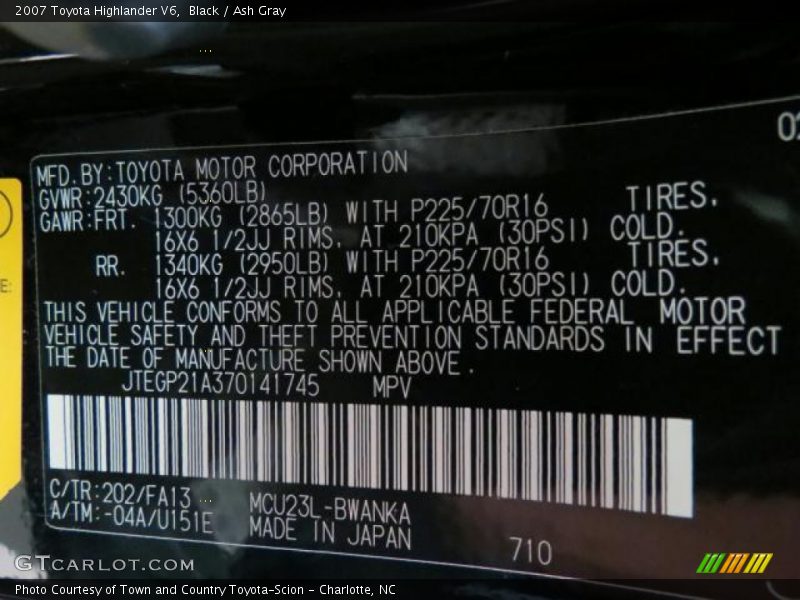 2007 Toyota Highlander V6, Black / Ash Gray
02
MFD.BY:TOYOTA MOTOR CORPORATION
GVWR:2430KG (5360LB)
GAWR:FRT. 1300KG (2865LB) WITH P225/70R16 TIRES,
16X6 1/2JJ RIMS, AT 210KPA (30PSI) COLD.
RR. 1340KG (2950LB) WITH P225/70R16 TIRES,
16X6 1/2JJ RIMS, AT 210KPA (30PSI) COLD.
THIS VEHICLE CONFORMS TO ALL APPLICABLE FEDERAL MOTOR
VEHICLE SAFETY AND THEFT PREVENTION STANDARDS IN EFFECT
THE DATE OF MANUFACTURE SHOWN ABOVE.
JTEGP21A370141745 MPV
C/TR:202/FA13 MCU23L-BWANKA
A/TM:-04A/U151E MADE IN JAPAN
710
E:
GTCARLOT.COM
Photo Courtesy of Town and Country Toyota-Scion - Charlotte, NC